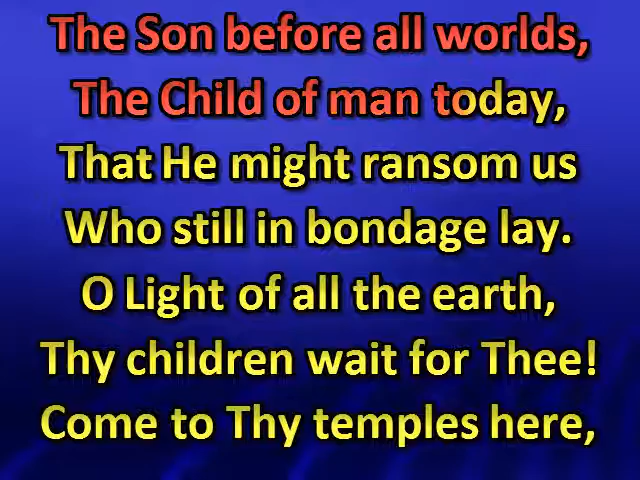 The Son before all worlds,
The Child of man today,
That He might ransom us
Who still in bondage lay.
O Light of all the earth,
Thy children wait for Thee!
Come to Thy temples here,